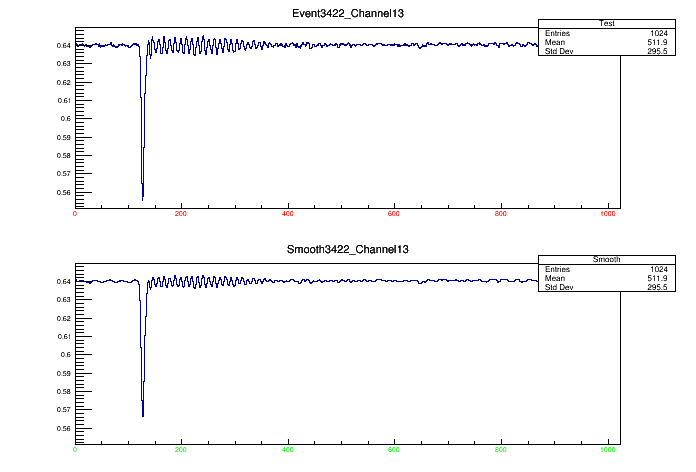 Event3422_Channel13
Test
Entries 1024
Mean 511.9
Std Dev 295.5
0.64
0.63
0.62
0.61
0.6
0.59
0.58
0.57
0.56
0 200 400 600 800 1000
Smooth3422_Channel13
Smooth
Entries 1024
Mean 511.9
Std Dev 295.5
0.64
0.63
0.62
0.61
0.6
0.59
0.58
0.57
0.56
0 200 400 600 800 1000